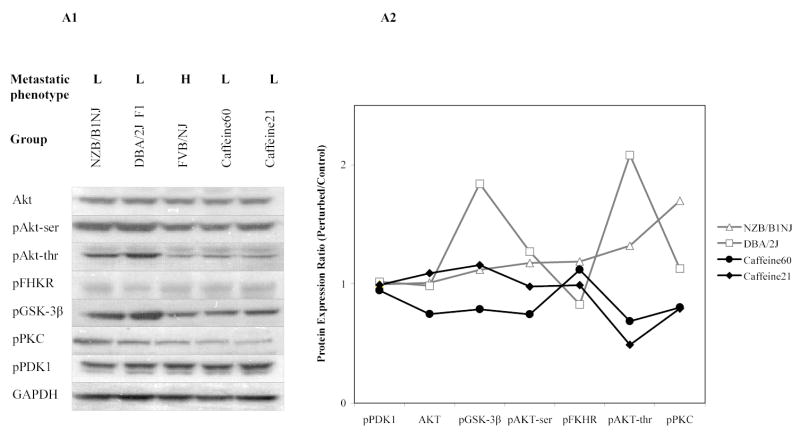 A1
A2
Metastatic phenotype
L L H L L
Group
NZB/B1NJ
DBA/2J F1
FVB/NJ
Caffeine60
Caffeine21
Akt
pAkt-ser
pAkt-thr
pFHKR
pGSK-3β
pPKC
pPDK1
GAPDH
Protein Expression Ratio (Perturbed/Control)
2
1
0
pPDK1 AKT pGSK-3β pAKT-ser pFKHR pAKT-thr pPKC
NZB/B1NJ
DBA/2J
Caffeine60
Caffeine21